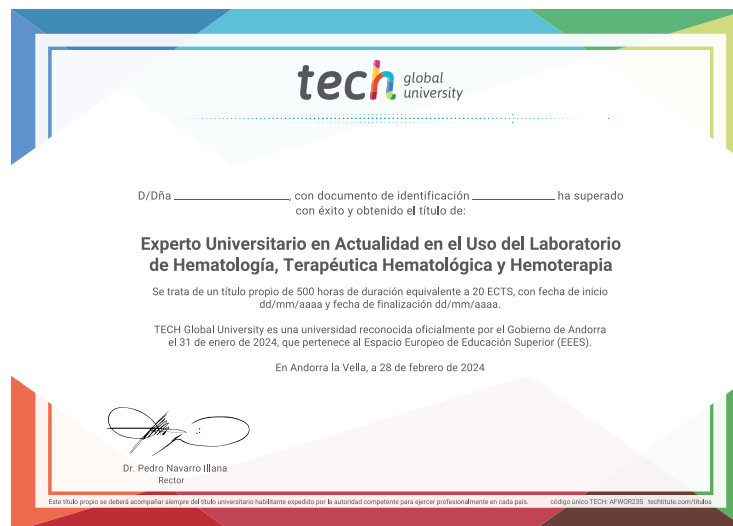 tech global university
D/Dña ____________________, con documento de identificación ______________ ha superado
con éxito y obtenido el título de:
Experto Universitario en Actualidad en el Uso del Laboratorio
de Hematología, Terapéutica Hematológica y Hemoterapia
Se trata de un título propio de 500 horas de duración equivalente a 20 ECTS, con fecha de inicio
dd/mm/aaaa y fecha de finalización dd/mm/aaaa.
TECH Global University es una universidad reconocida oficialmente por el Gobierno de Andorra
el 31 de enero de 2024, que pertenece al Espacio Europeo de Educación Superior (EEES).
En Andorra la Vella, a 28 de febrero de 2024
Dr. Pedro Navarro Illana
Rector
Este título propio se deberá acompañar siempre del título universitario habilitante expedido por la autoridad competente para ejercer profesionalmente en cada país. código único TECH: AFWOR23S techtitute.com/titulos